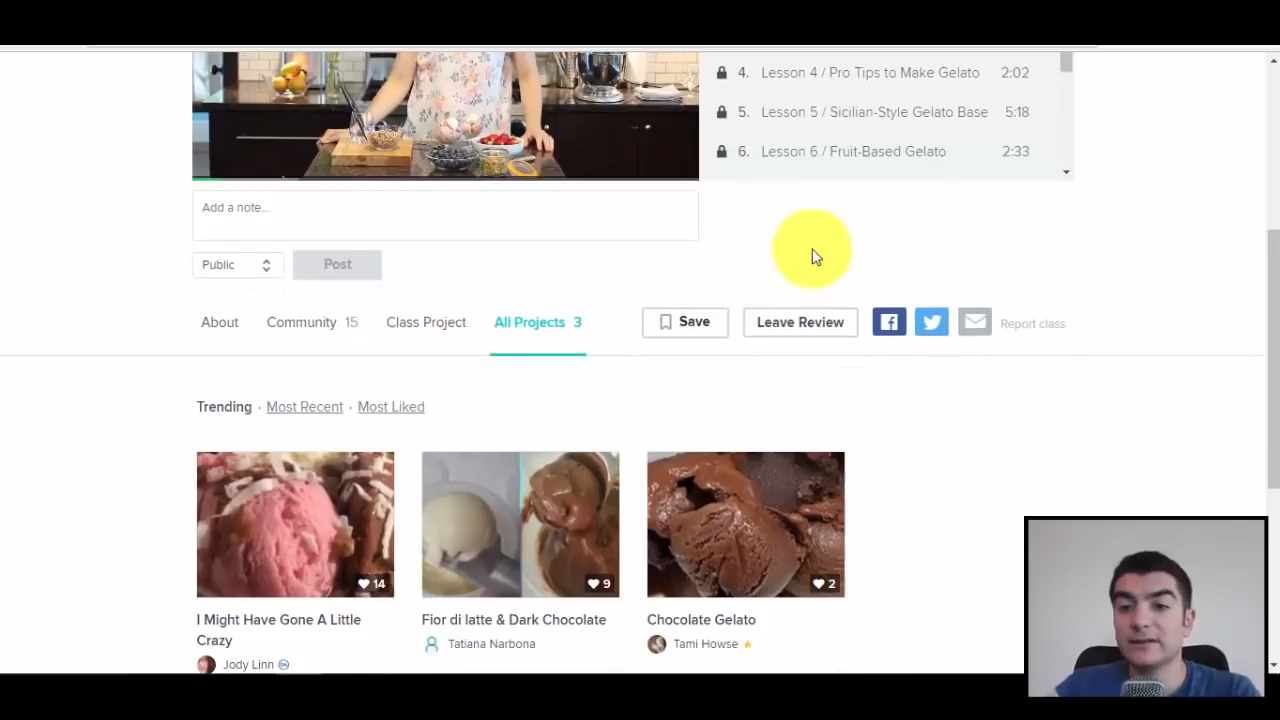 4. Lesson 4 / Pro Tips to Make Gelato 2:02
5. Lesson 5 / Sicilian-Style Gelato Base 5:18
6. Lesson 6 / Fruit-Based Gelato 2:33
Add a note...
Public Post
About Community 15 Class Project All Projects 3 Save Leave Review Report class
Trending · Most Recent · Most Liked
14 9 2
I Might Have Gone A Little Crazy
Fior di latte & Dark Chocolate
Chocolate Gelato
Jody Linn
Tatiana Narbona
Tami Howse